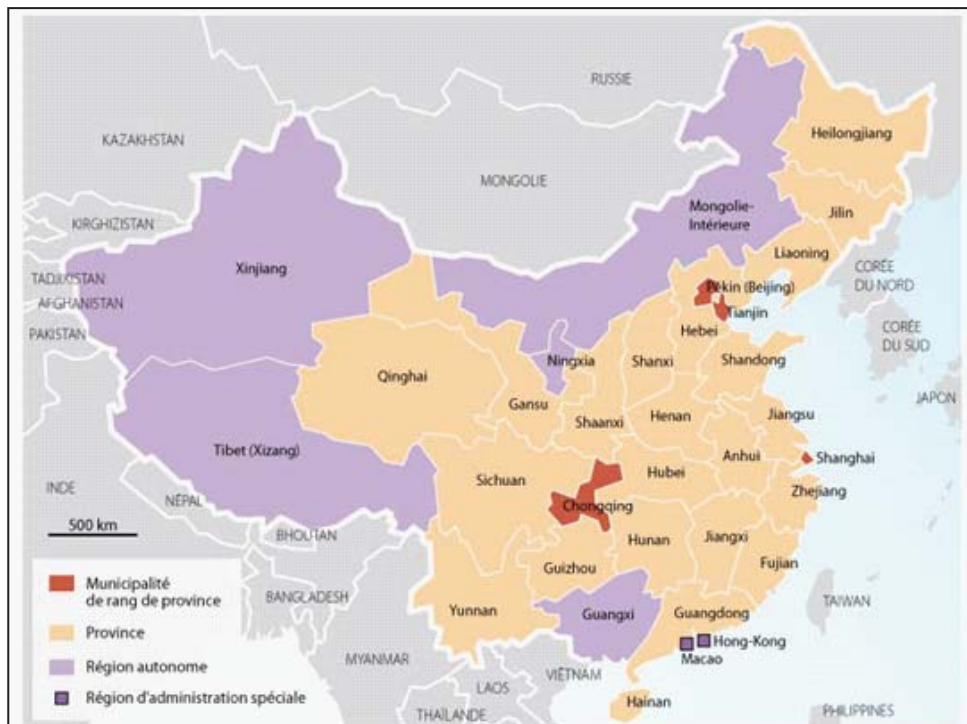 RUSSIE
KAZAKHSTAN
Heilongjiang
MONGOLIE
Mongolie-
Intérieure
Jilin
KIRGHIZISTAN
Liaoning
Xinjiang
CORÉE
DU NORD
TADJIKISTAN
Pékin (Beijing)
AFGHANISTAN
Tianjin
PAKISTAN
Hebei
CORÉE
DU SUD
Ningxia
Shanxi
Shandong
Qinghai
JAPON
Gansu
Shaanxi
Henan
Jiangsu
Tibet (Xizang)
Anhui
Shanghai
Sichuan
Hubei
INDE
NÉPAL
Zhejiang
Chongqing
500 km
BHOUTAN
Hunan
Jiangxi
Fujian
Guizhou
Municipalité
de rang de province
BANGLADESH
Yunnan
Guangxi
Guangdong
TAIWAN
Province
Hong-Kong
Macao
Région autonome
MYANMAR
VIÊTNAM
LAOS
Région d'administration spéciale
Hainan
THAÏLANDE
PHILIPPINES